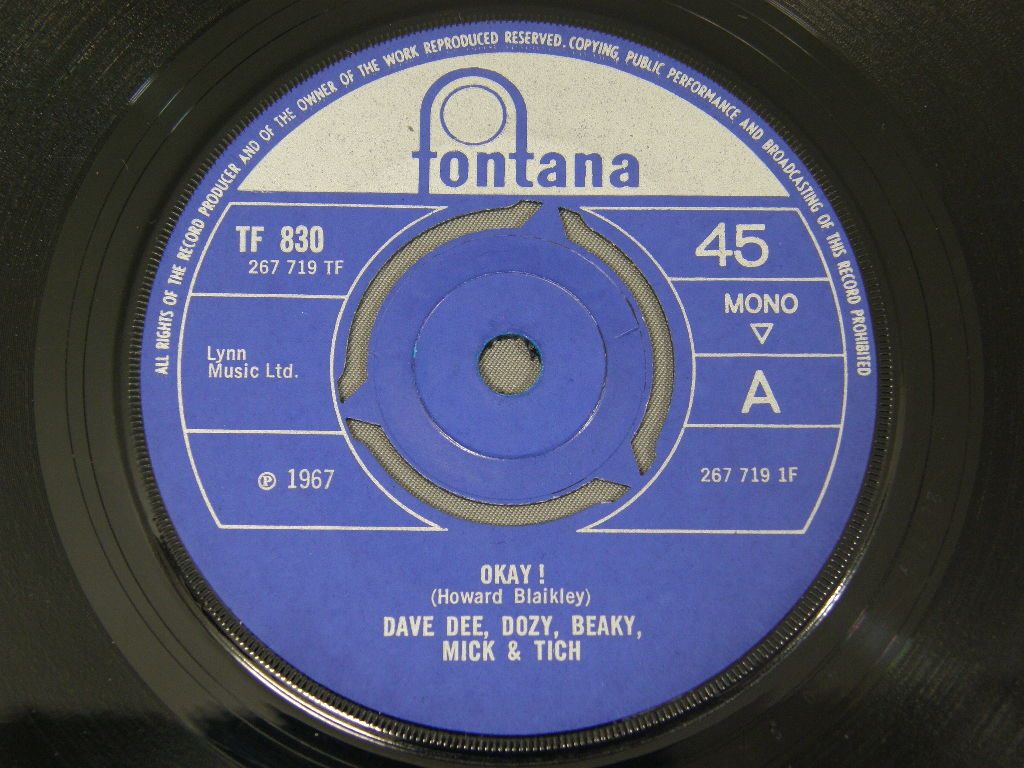 ALL RIGHTS OF THE RECORD PRODUCER AND OF THE OWNER OF THE WORK REPRODUCED RESERVED. COPYING, PUBLIC PERFORMANCE AND BROADCASTING OF THIS RECORD PROHIBITED
fontana
TF 830
267 719 TF
Lynn
Music Ltd.
℗ 1967
45
MONO
A
267 719 1F
OKAY !
(Howard Blaikley)
DAVE DEE, DOZY, BEAKY,
MICK & TICH